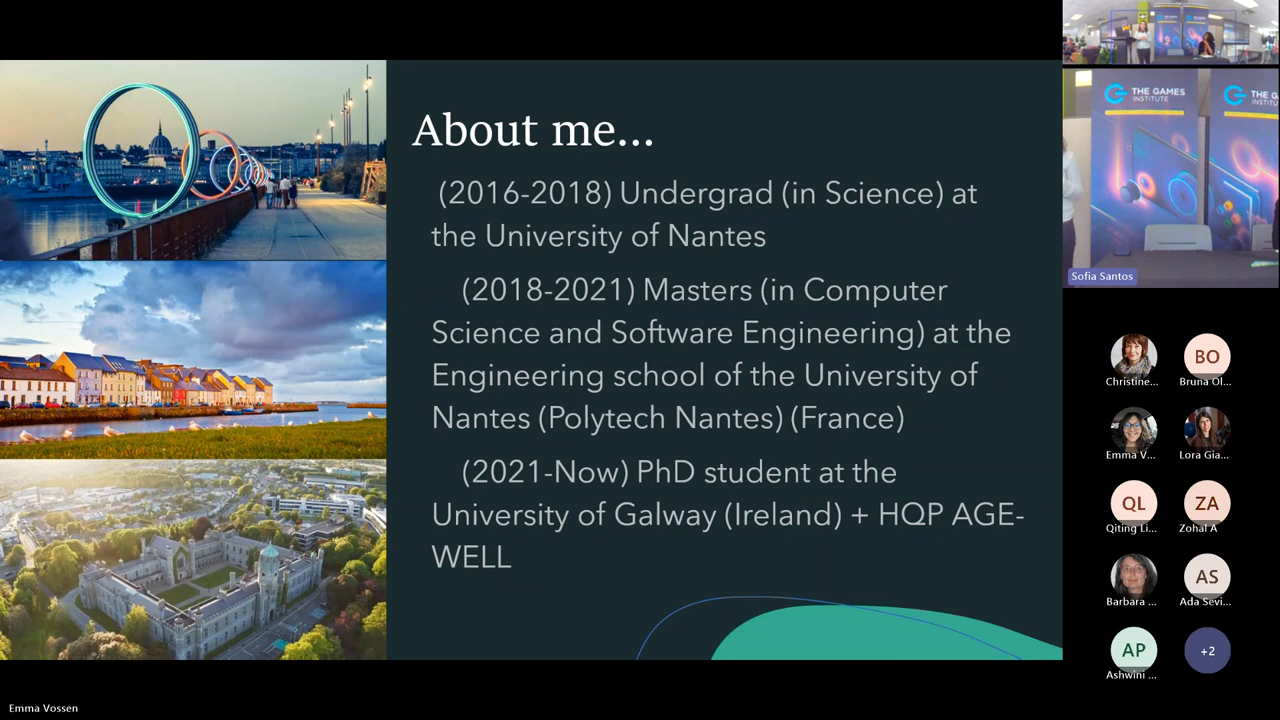 About me...
(2016-2018) Undergrad (in Science) at
the University of Nantes
(2018-2021) Masters (in Computer
Science and Software Engineering) at the
Engineering school of the University of
Nantes (Polytech Nantes) (France)
(2021-Now) PhD student at the
University of Galway (Ireland) + HQP AGE-
WELL
THE GAMES
INSTITUTE
THE G
INSTIT
Sofia Santos
Christine...
BO
Bruna Ol...
Emma V...
Lora Gia...
QL
Qiting Li...
ZA
Zohal A
Barbara ...
AS
Ada Sevi...
AP
Ashwini ...
+2
Emma Vossen